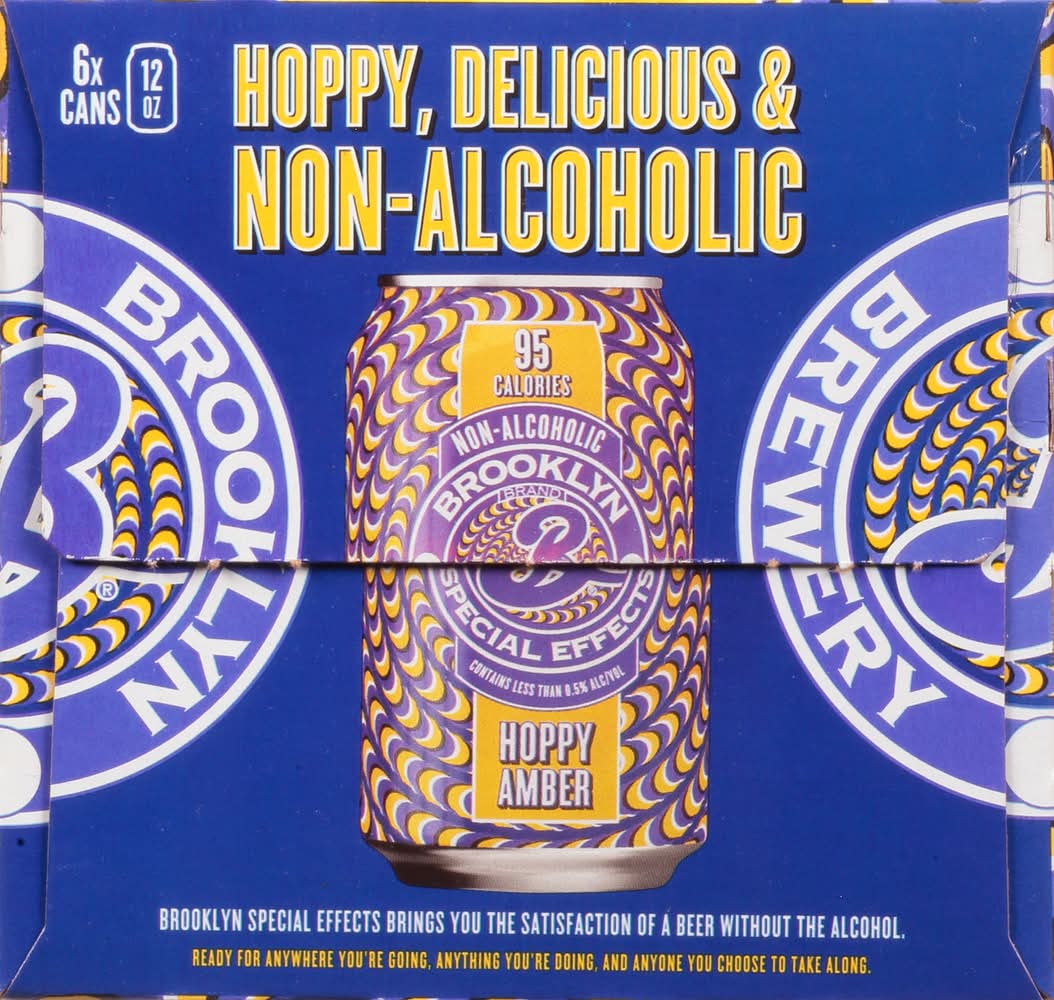 6x
CANS
12
OZ
HOPPY, DELICIOUS &
NON-ALCOHOLIC
BROOKLYN
®
BREWERY
95
CALORIES
NON-ALCOHOLIC
BROOKLYN
BRAND
B
®
SPECIAL EFFECTS
CONTAINS LESS THAN 0.5% ALC/VOL
HOPPY
AMBER
BROOKLYN SPECIAL EFFECTS BRINGS YOU THE SATISFACTION OF A BEER WITHOUT THE ALCOHOL.
READY FOR ANYWHERE YOU'RE GOING, ANYTHING YOU'RE DOING, AND ANYONE YOU CHOOSE TO TAKE ALONG.